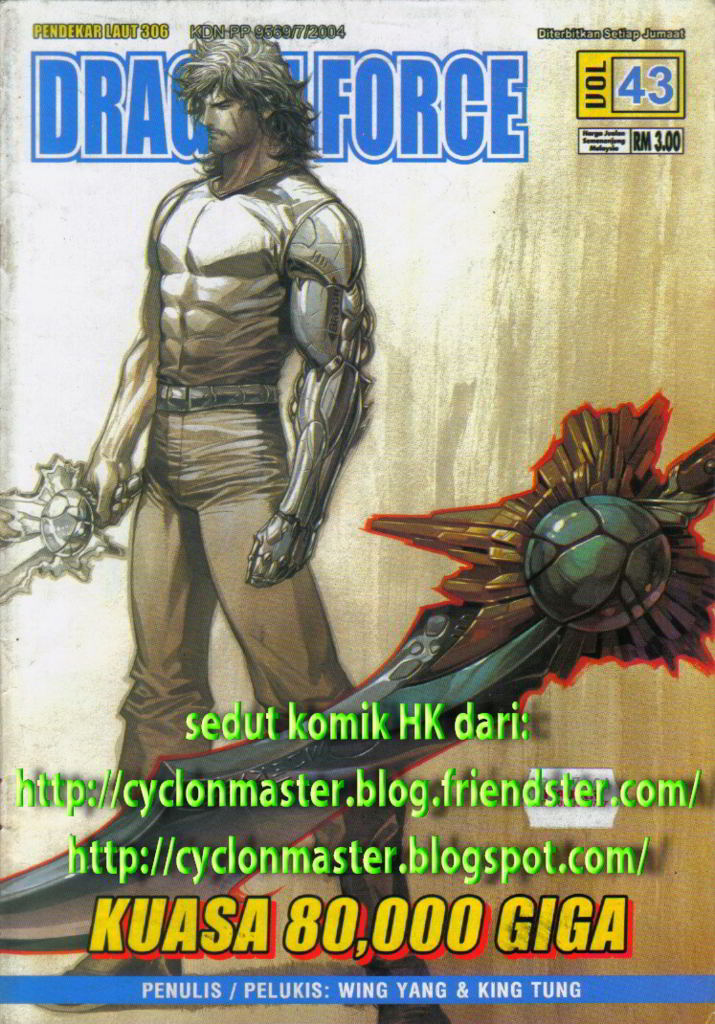 PENDEKAR LAUT 306 KDN PP 9569/7/2004 Diterbitkan Setiap Jumaat
DRAG FORCE
VOL 43
Harga Jualan
Semenanjung
Malaysia
RM 3.00
sedut komik HK dari:
http://cyclonmaster.blog.friendster.com/
http://cyclonmaster.blogspot.com/
KUASA 80,000 GIGA
PENULIS / PELUKIS: WING YANG & KING TUNG